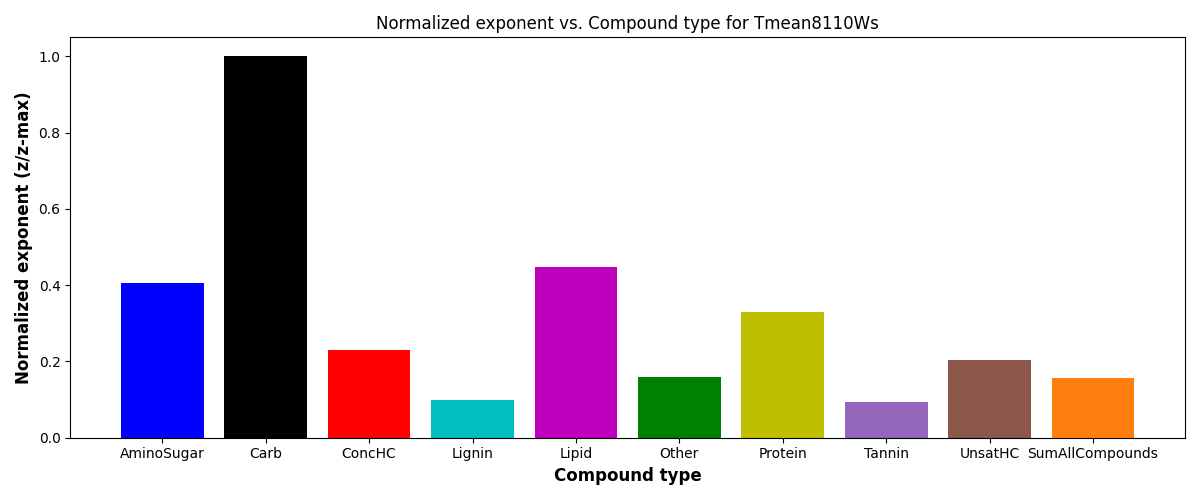 Normalized exponent vs. Compound type for Tmean8110Ws
Normalized exponent (z/z-max)
1.0
0.8
0.6
0.4
0.2
0.0
AminoSugar Carb ConcHC Lignin Lipid Other Protein Tannin UnsatHC SumAllCompounds
Compound type